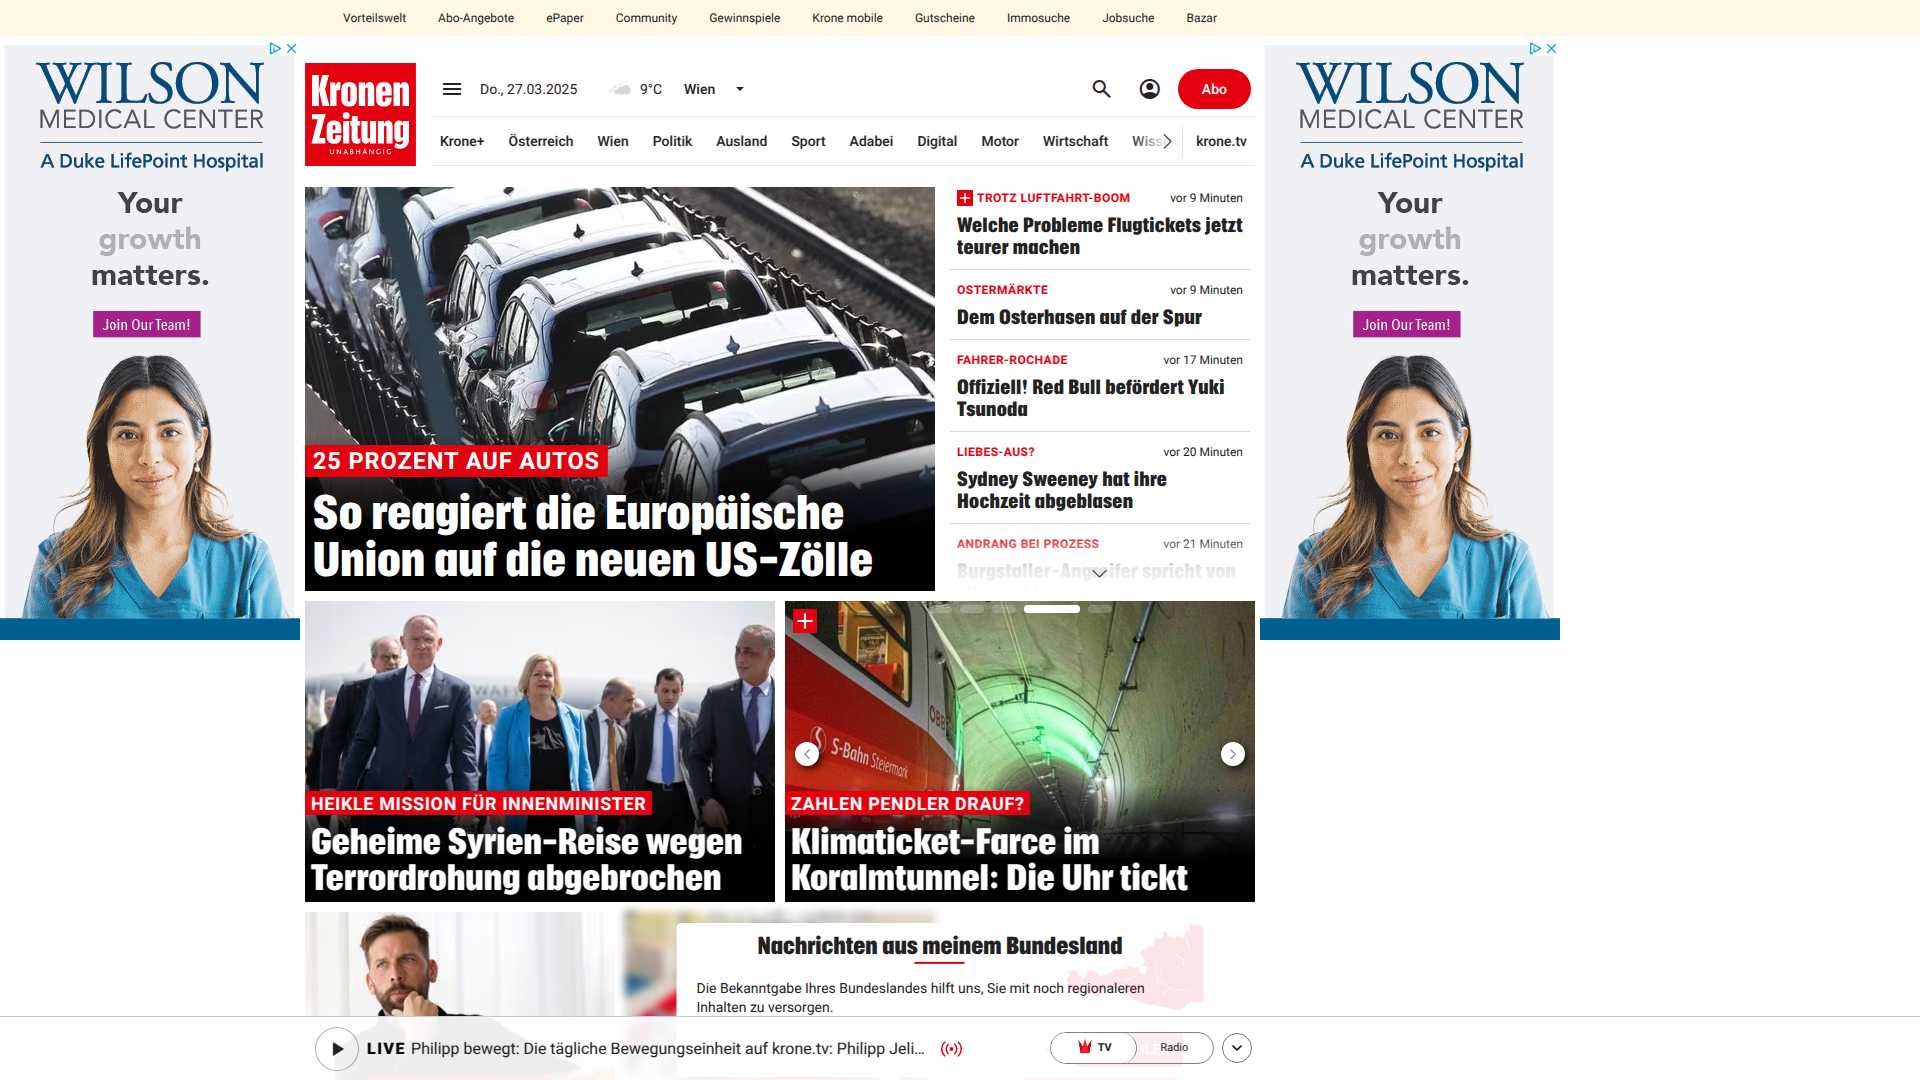 Vorteilswelt Abo-Angebote ePaper Community Gewinnspiele Krone mobile Gutscheine Immosuche Jobsuche Bazar
WILSON
MEDICAL CENTER
A Duke LifePoint Hospital
Your
growth
matters.
Join Our Team!
Kronen
Zeitung
UNABHÄNGIG
Do., 27.03.2025 9°C Wien
Abo
Krone+ Österreich Wien Politik Ausland Sport Adabei Digital Motor Wirtschaft Wiss krone.tv
25 PROZENT AUF AUTOS
So reagiert die Europäische
Union auf die neuen US-Zölle
TROTZ LUFTFAHRT-BOOM vor 9 Minuten
Welche Probleme Flugtickets jetzt
teurer machen
OSTERMÄRKTE vor 9 Minuten
Dem Osterhasen auf der Spur
FAHRER-ROCHADE vor 17 Minuten
Offiziell! Red Bull befördert Yuki
Tsunoda
LIEBES-AUS? vor 20 Minuten
Sydney Sweeney hat ihre
Hochzeit abgeblasen
ANDRANG BEI PROZESS vor 21 Minuten
Burgstaller-Angreifer spricht von
WILSON
MEDICAL CENTER
A Duke LifePoint Hospital
Your
growth
matters.
Join Our Team!
HEIKLE MISSION FÜR INNENMINISTER
Geheime Syrien-Reise wegen
Terrordrohung abgebrochen
ÖBB
S-Bahn Steiermark
ZAHLEN PENDLER DRAUF?
Klimaticket-Farce im
Koralmtunnel: Die Uhr tickt
Nachrichten aus meinem Bundesland
Die Bekanntgabe Ihres Bundeslandes hilft uns, Sie mit noch regionaleren
Inhalten zu versorgen.
LIVE Philipp bewegt: Die tägliche Bewegungseinheit auf krone.tv: Philipp Jeli...
TV Radio